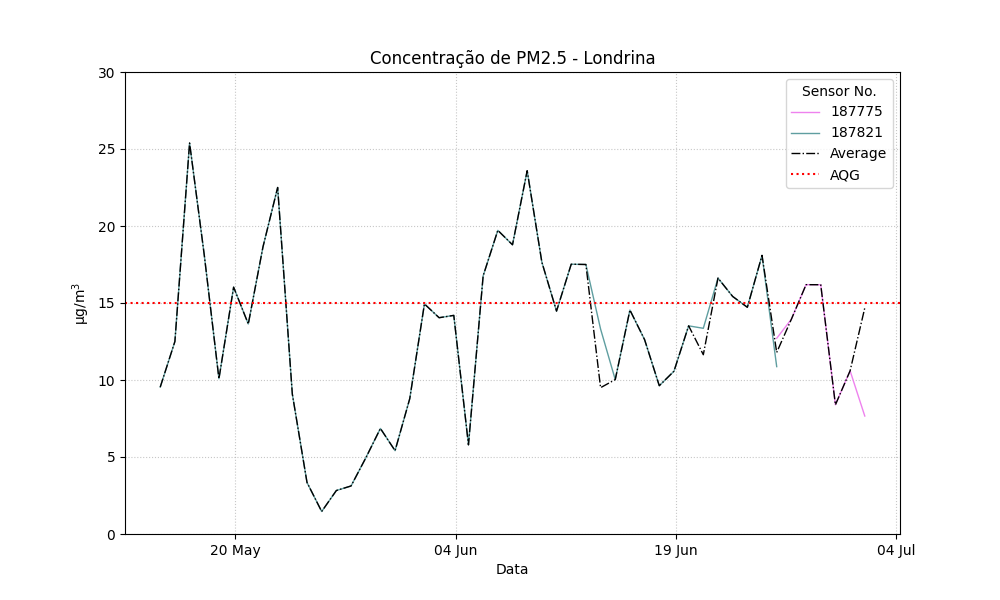 Concentração de PM2.5 - Londrina
30
25
20
15
10
5
0
µg/m³
20 May
04 Jun
19 Jun
04 Jul
Data
Sensor No.
187775
187821
Average
AQG